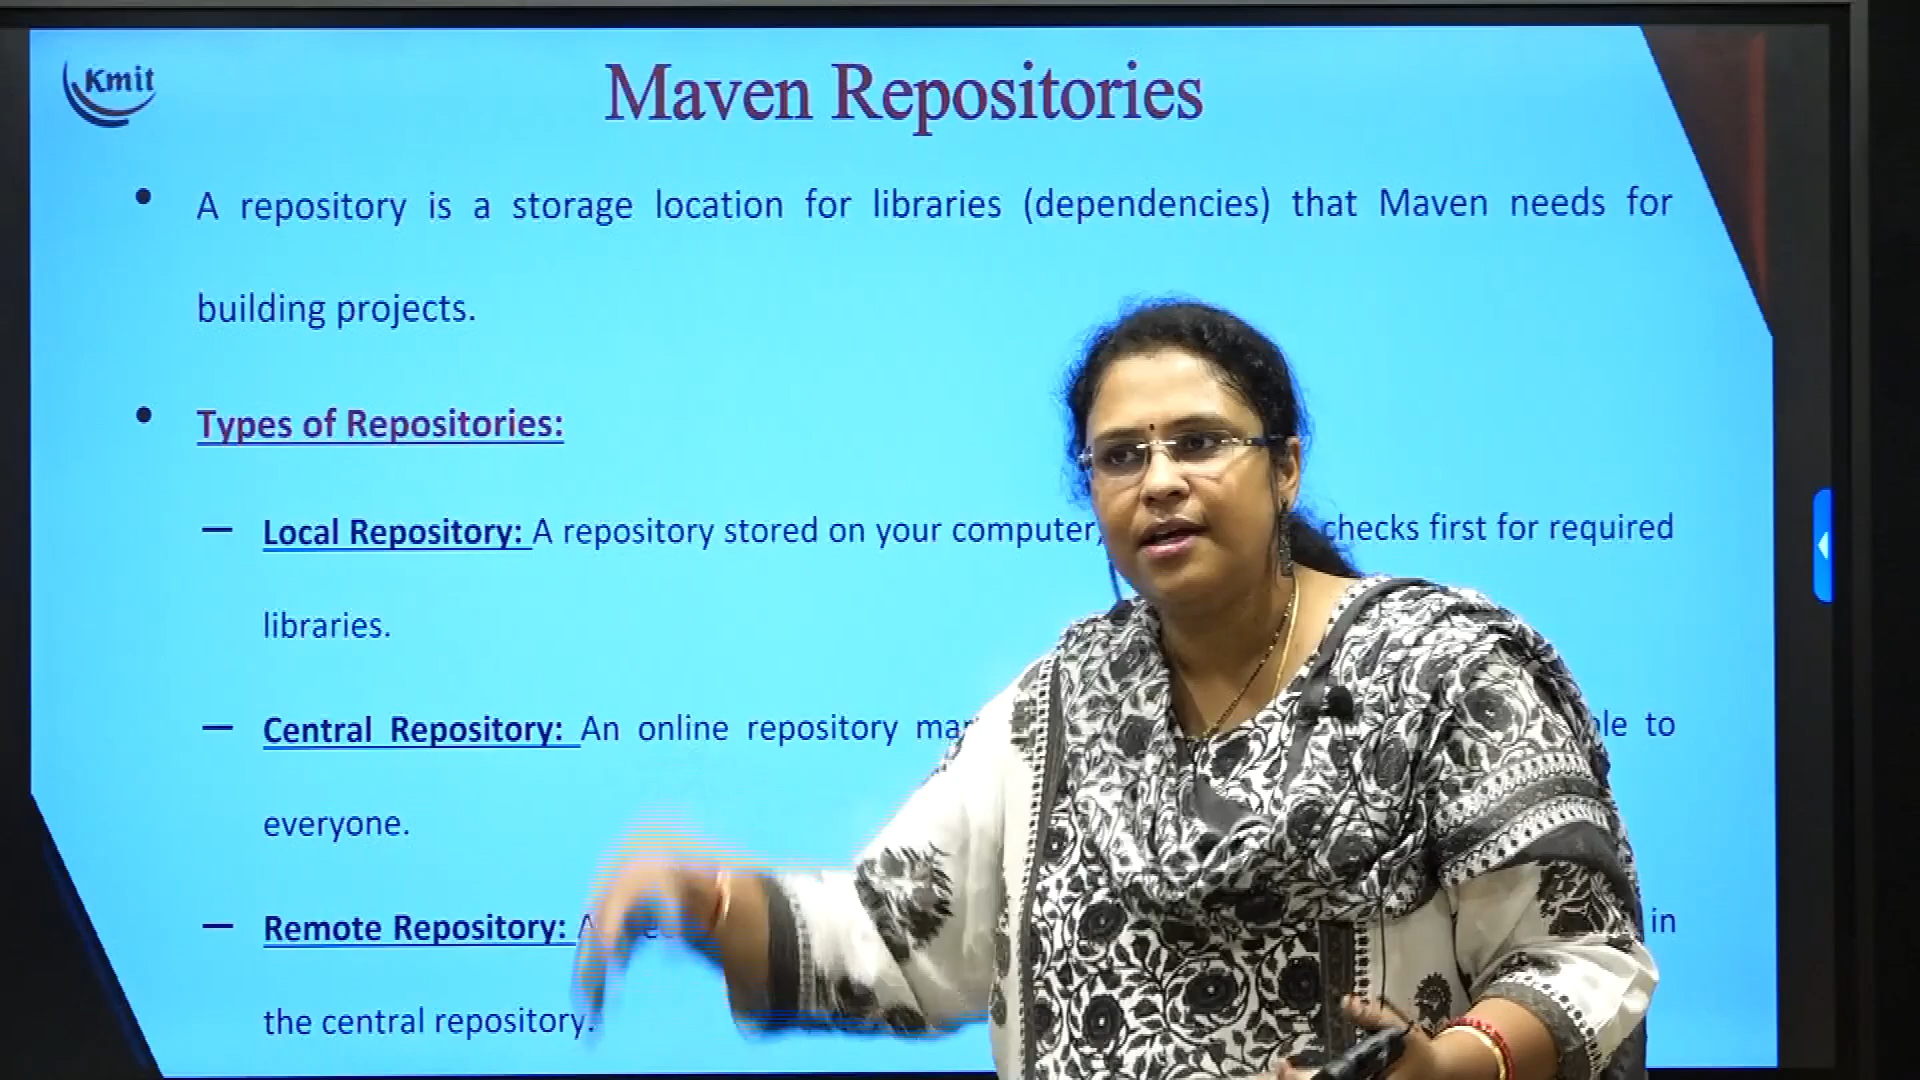 Kmit
Maven Repositories
• A repository is a storage location for libraries (dependencies) that Maven needs for
building projects.
• Types of Repositories:
— Local Repository: A repository stored on your computer, checks first for required
libraries.
— Central Repository: An online repository to
everyone.
— Remote Repository: in
the central repository.